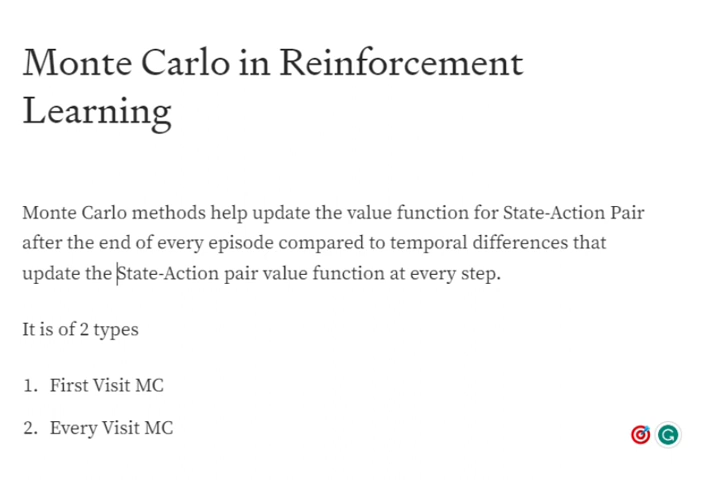 Monte Carlo in Reinforcement
Learning
Monte Carlo methods help update the value function for State-Action Pair
after the end of every episode compared to temporal differences that
update the State-Action pair value function at every step.
It is of 2 types
1. First Visit MC
2. Every Visit MC